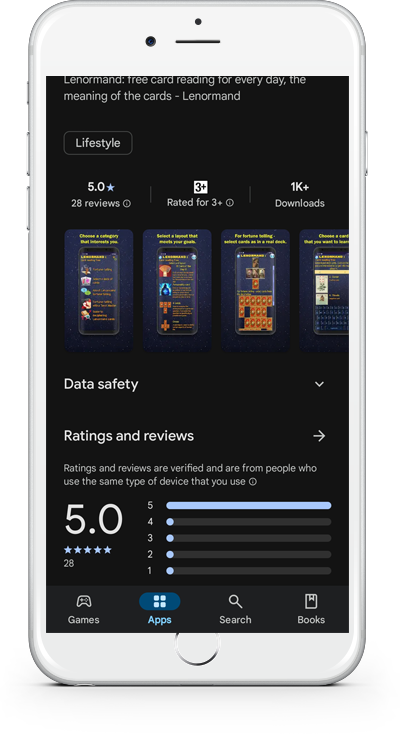 Lenormand: free card reading for every day, the
meaning of the cards - Lenormand
Lifestyle
5.0★
28 reviews
3+
Rated for 3+
1K+
Downloads
Choose a category
that interests you.
Select a layout that
meets your goals.
For fortune telling -
select cards as in a real deck.
Choose a card
that you want to learn
LENORMAND
LENORMAND
LENORMAND
Data safety
Ratings and reviews
Ratings and reviews are verified and are from people who
use the same type of device that you use
5.0
28
5
4
3
2
1
Games
Apps
Search
Books